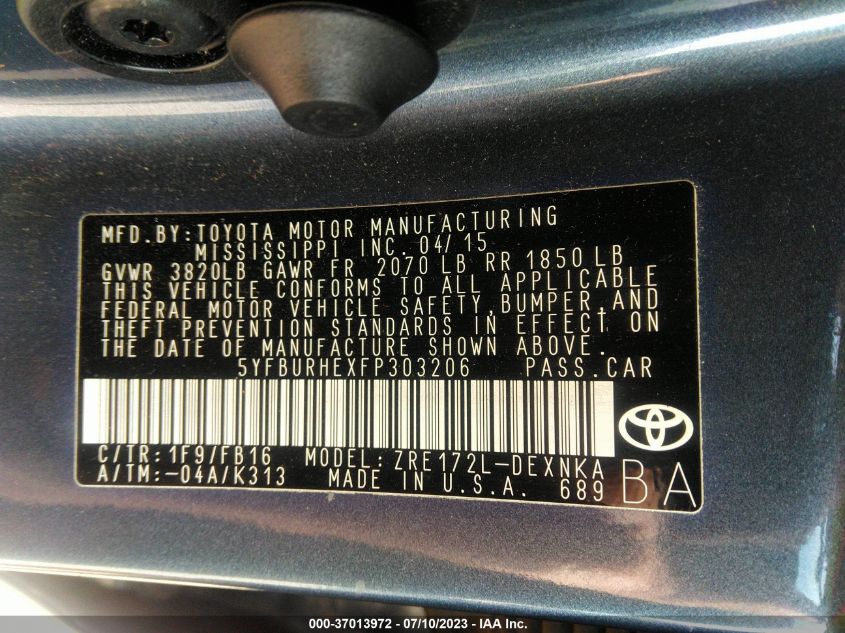 MFD.BY:TOYOTA MOTOR MANUFACTURING
MISSISSIPPI INC. 04/15
GVWR 3820LB GAWR FR 2070 LB RR 1850 LB
THIS VEHICLE CONFORMS TO ALL APPLICABLE
FEDERAL MOTOR VEHICLE SAFETY,BUMPER,AND
THEFT PREVENTION STANDARDS IN EFFECT ON
THE DATE OF MANUFACTURE SHOWN ABOVE.
5YFBURHEXFP303206 PASS.CAR
C/TR:1F9/FB16 MODEL:ZRE172L-DEXNKA
A/TM:-04A/K313 MADE IN U.S.A. 689 BA
000-37013972 - 07/10/2023 - IAA Inc.